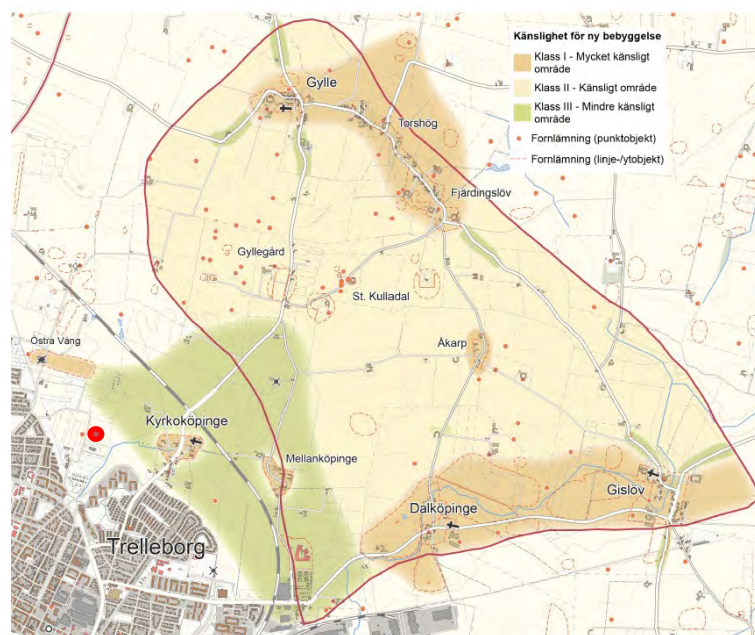 Känslighet för ny bebyggelse
Klass I - Mycket känsligt
område
Klass II - Känsligt område
Klass III - Mindre känsligt
område
Fornlämning (punktobjekt)
Fornlämning (linje-/ytobjekt)
Gylle
Torshög
Fjärdingslöv
Gyllegård
St. Kulladal
Östra Vång
Åkarp
Kyrkoköpinge
Mellanköpinge
Gislöv
Dalköpinge
Trelleborg